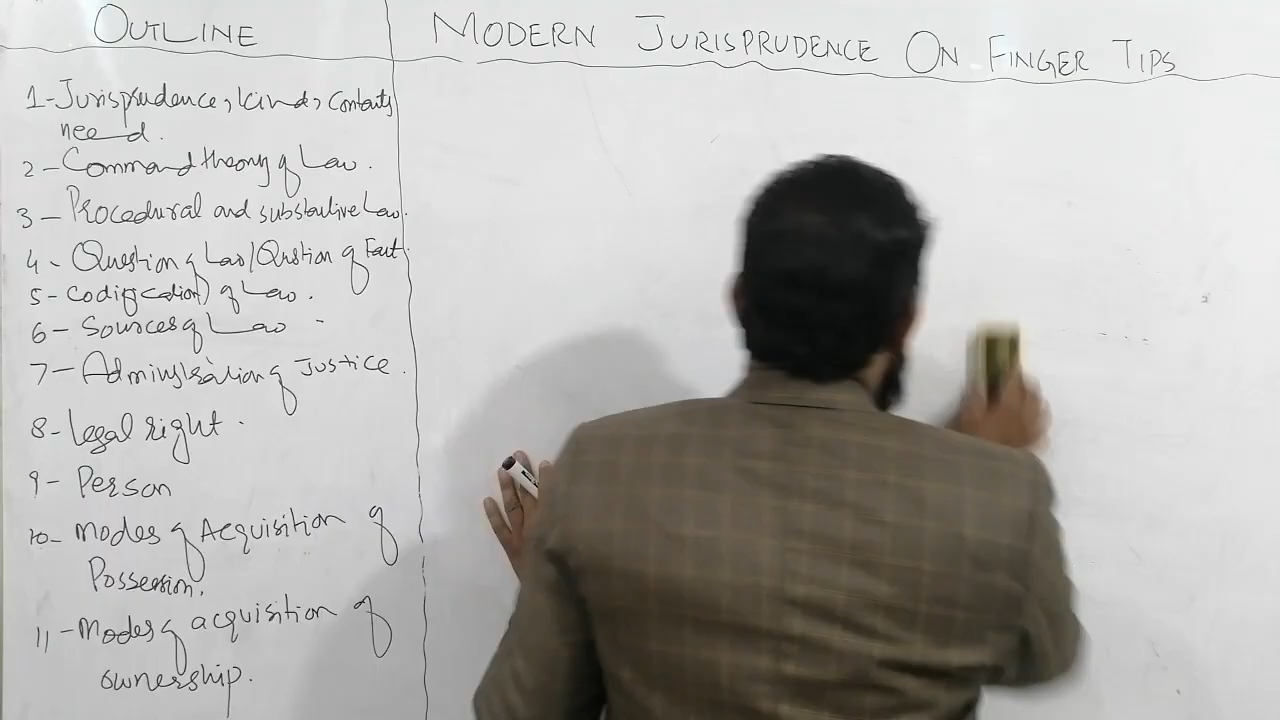 OUTLINE
MODERN JURISPRUDENCE ON FINGER TIPS
1-Jurisprudence, kinds, contents
need.
2-Command theory of Law.
3-Procedural and substantive Law.
4-Question of Law/Question of Fact
5-codification of Law.
6-Sources of Law
7-Administration of Justice.
8-legal right.
9-Person
10-Modes of Acquisition of
Possession.
11-Modes of acquisition of
ownership.